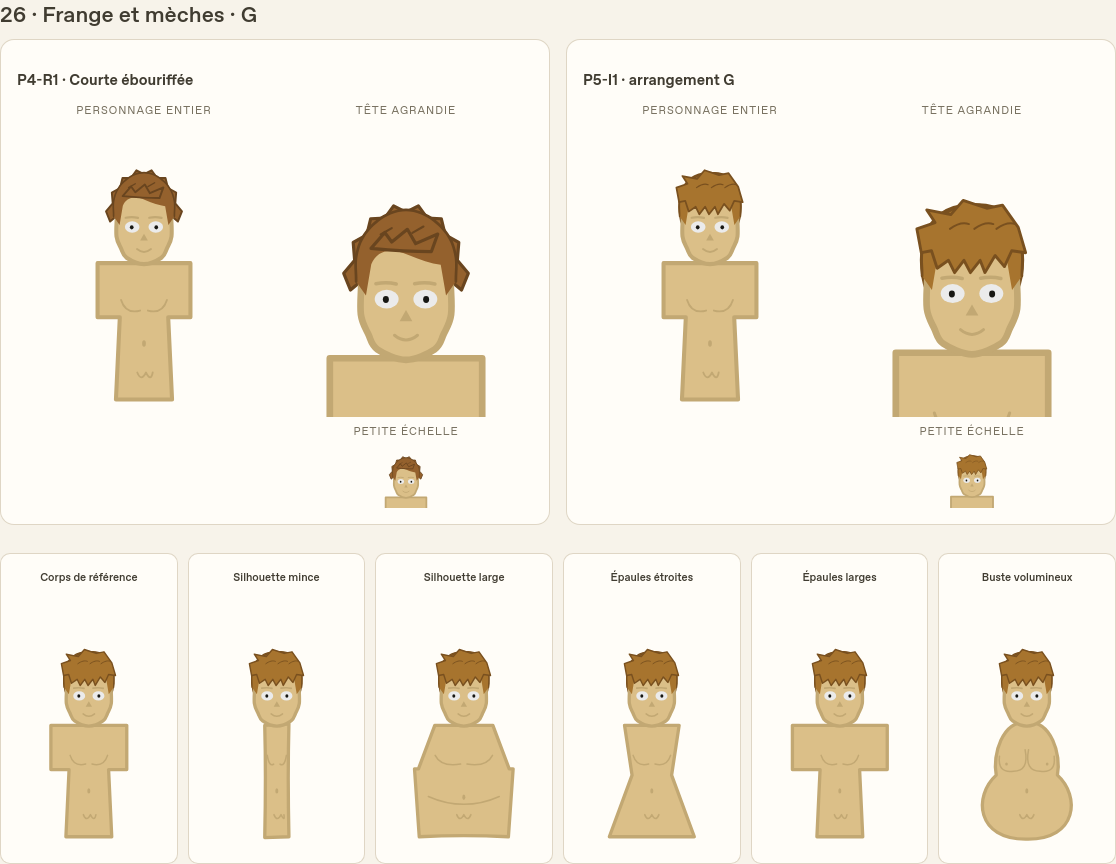 26 · Frange et mèches · G
P4-R1 · Courte ébouriffée
PERSONNAGE ENTIER
TÊTE AGRANDIE
PETITE ÉCHELLE
P5-I1 · arrangement G
PERSONNAGE ENTIER
TÊTE AGRANDIE
PETITE ÉCHELLE
Corps de référence
Silhouette mince
Silhouette large
Épaules étroites
Épaules larges
Buste volumineux